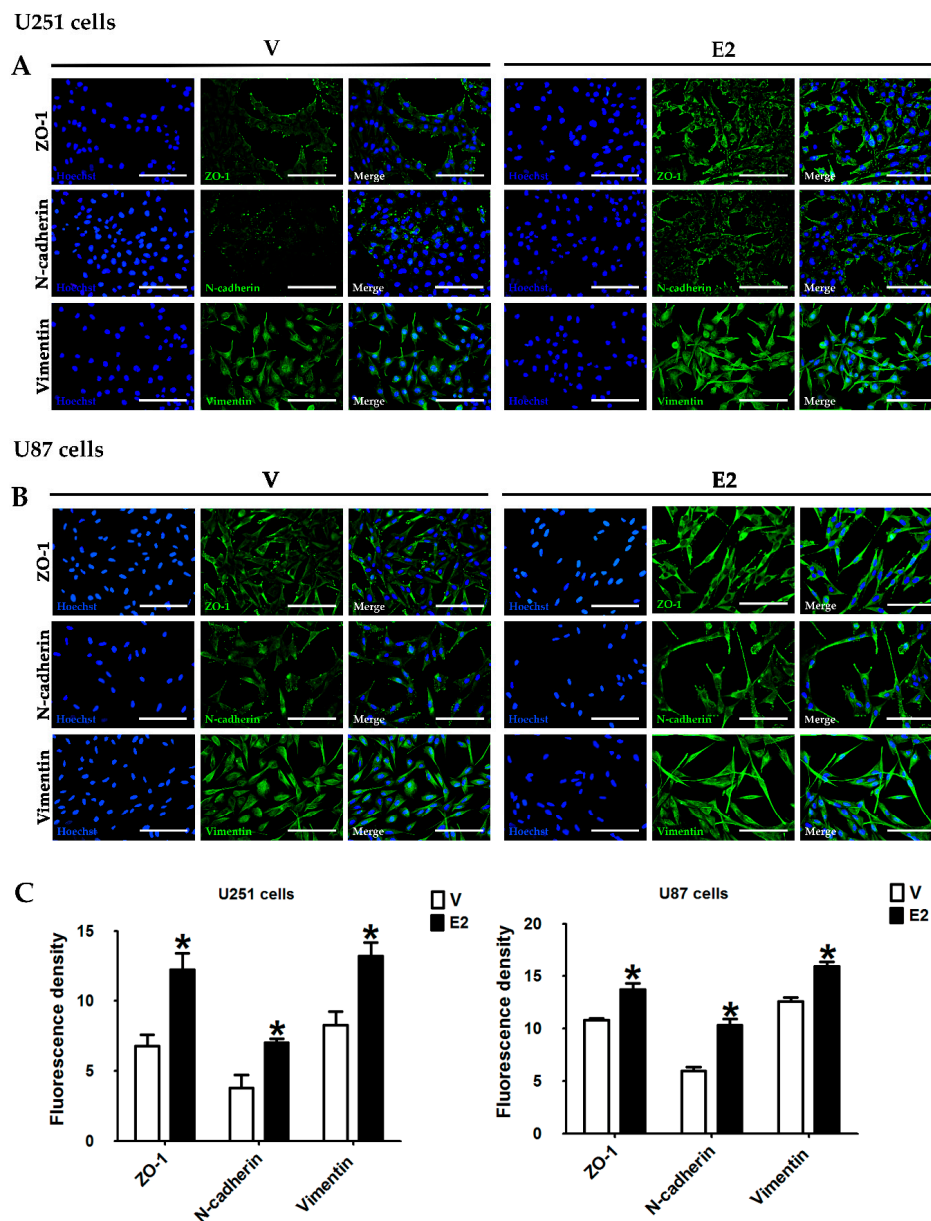 U251 cells
V E2
A
ZO-1
Hoechst ZO-1 Merge Hoechst ZO-1 Merge
N-cadherin
Hoechst N-cadherin Merge Hoechst N-cadherin Merge
Vimentin
Hoechst Vimentin Merge Hoechst Vimentin Merge
U87 cells
V E2
B
ZO-1
Hoechst ZO-1 Merge Hoechst ZO-1 Merge
N-cadherin
Hoechst N-cadherin Merge Hoechst N-cadherin Merge
Vimentin
Hoechst Vimentin Merge Hoechst Vimentin Merge
C
U251 cells
V
E2
Fluorescence density
15
10
5
0
* * *
ZO-1 N-cadherin Vimentin
U87 cells
V
E2
Fluorescence density
20
15
10
5
0
* * *
ZO-1 N-cadherin Vimentin